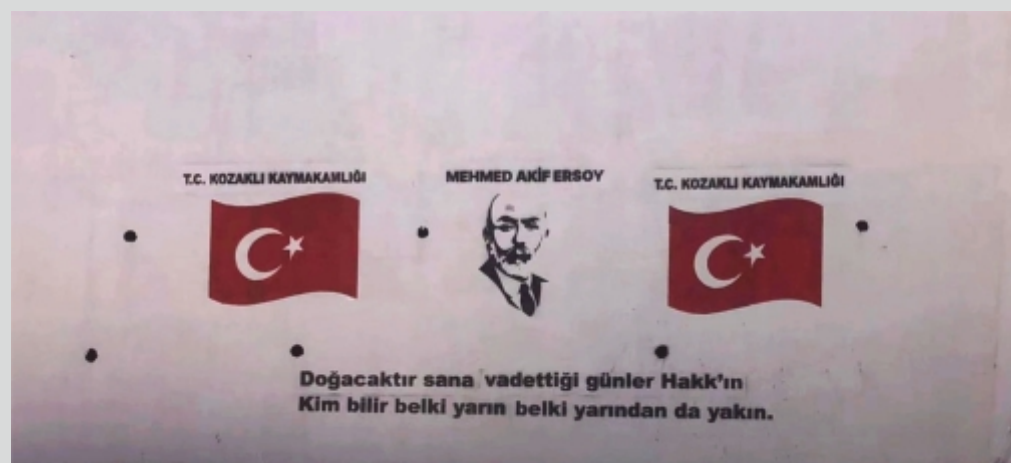 T.C. KOZAKLI KAYMAKAMLIĞI
MEHMED AKİF ERSOY
T.C. KOZAKLI KAYMAKAMLIĞI
Doğacaktır sana vadettiği günler Hakk'ın
Kim bilir belki yarın belki yarından da yakın.